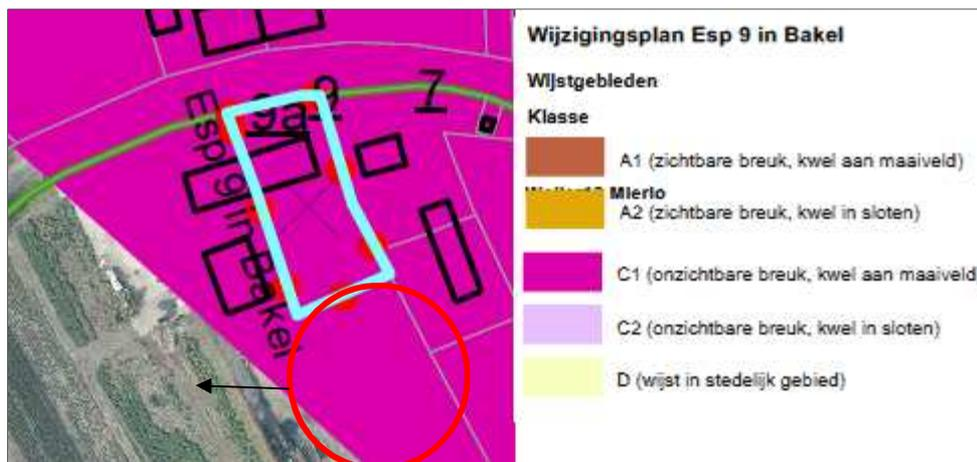 Esp 9 in Bakel
9
7
Wijzigingsplan Esp 9 in Bakel
Wijstgebieden
Klasse
A1 (zichtbare breuk, kwel aan maaiveld)
Mierlo
A2 (zichtbare breuk, kwel in sloten)
C1 (onzichtbare breuk, kwel aan maaiveld
C2 (onzichtbare breuk, kwel in sloten)
D (wijst in stedelijk gebied)